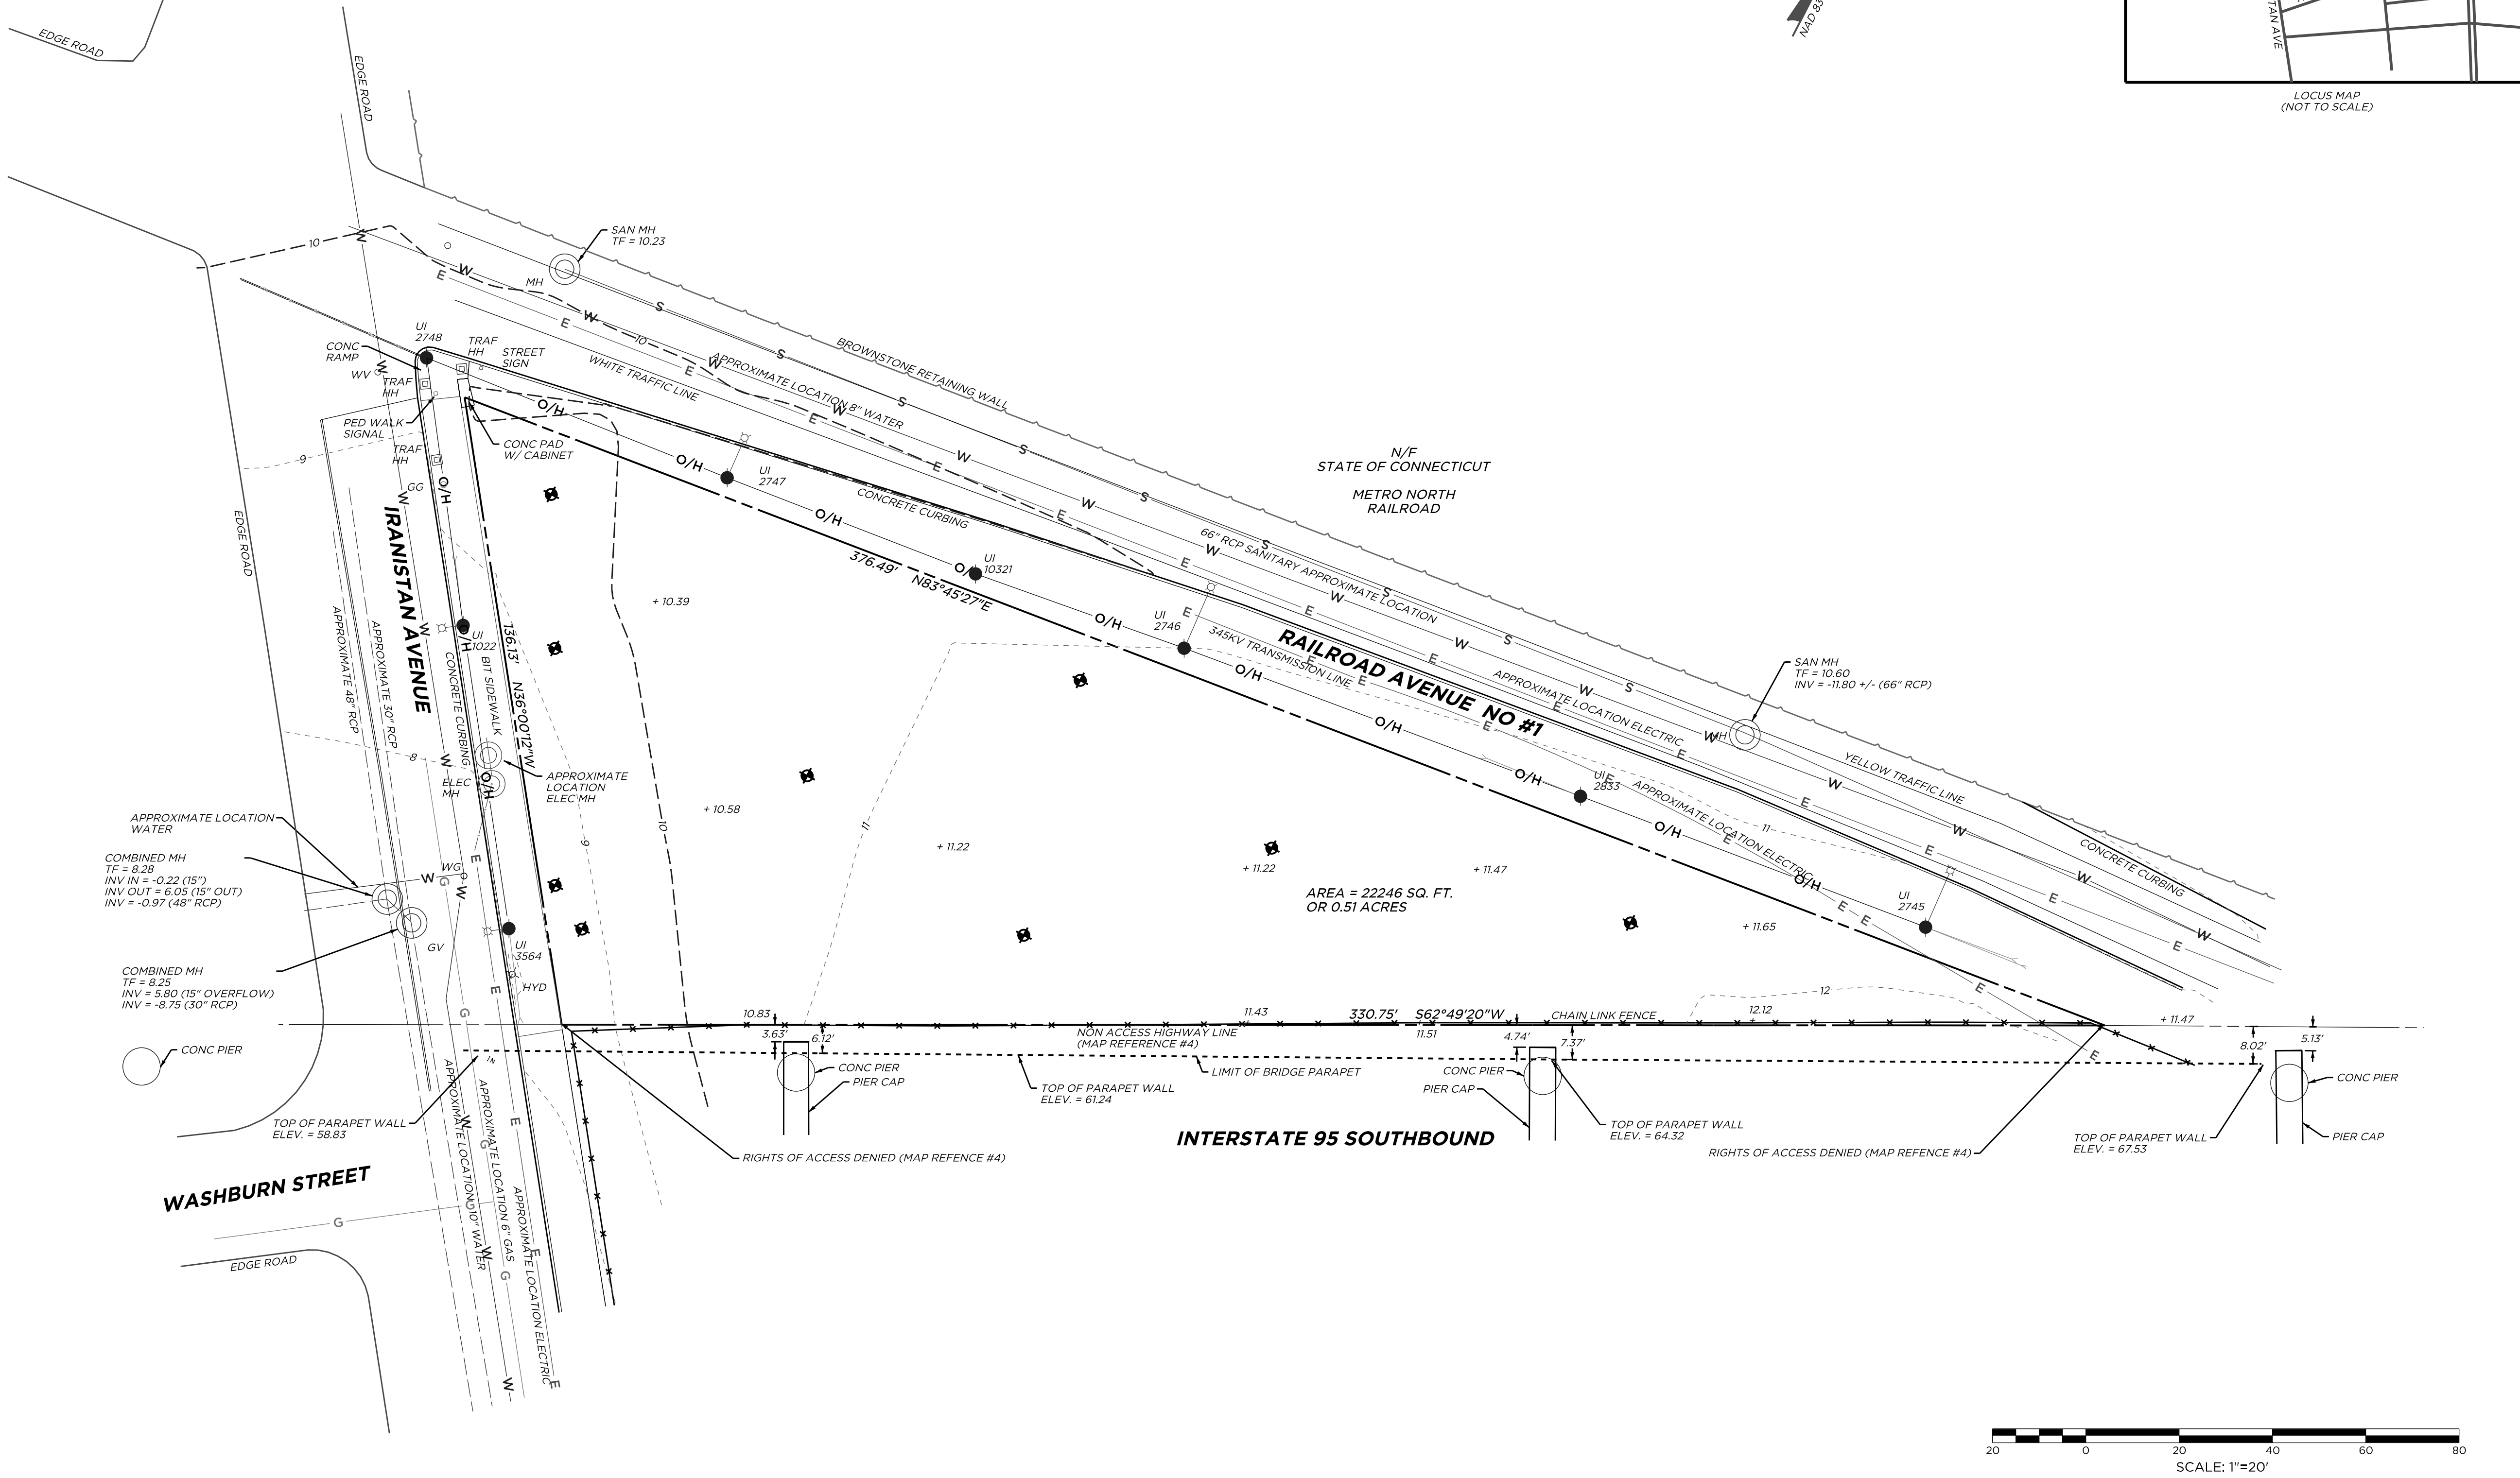 EDGE ROAD
EDGE ROAD
NAD 83
TAN AVE
LOCUS MAP
(NOT TO SCALE)
10
SAN MH
TF = 10.23
MH
UI
2748
CONC
RAMP
TRAF
HH
STREET
SIGN
WV
TRAF
HH
PED WALK
SIGNAL
TRAF
HH
CONC PAD
W/ CABINET
GG
9
EDGE ROAD
WHITE TRAFFIC LINE
10
APPROXIMATE LOCATION 8" WATER
BROWNSTONE RETAINING WALL
UI
2747
CONCRETE CURBING
N/F
STATE OF CONNECTICUT
METRO NORTH
RAILROAD
66" RCP SANITARY APPROXIMATE LOCATION
376.49' N83°45'27"E
UI
10321
UI
2746
345KV TRANSMISSION LINE
RAILROAD AVENUE NO #1
APPROXIMATE LOCATION ELECTRIC
SAN MH
TF = 10.60
INV = -11.80 +/- (66" RCP)
MH
YELLOW TRAFFIC LINE
CONCRETE CURBING
UI
2833
APPROXIMATE LOCATION ELECTRIC
11
UI
2745
IRANISTAN AVENUE
APPROXIMATE 48" RCP
APPROXIMATE 30" RCP
CONCRETE CURBING
BIT SIDEWALK
UI
1022
136.13' N36°00'12"W
+ 10.39
8
ELEC
MH
APPROXIMATE
LOCATION
ELEC MH
+ 10.58
10
9
11
+ 11.22
+ 11.22
+ 11.47
AREA = 22246 SQ. FT.
OR 0.51 ACRES
+ 11.65
APPROXIMATE LOCATION
WATER
COMBINED MH
TF = 8.28
INV IN = -0.22 (15")
INV OUT = 6.05 (15" OUT)
INV = -0.97 (48" RCP)
WG
GV
UI
3564
HYD
COMBINED MH
TF = 8.25
INV = 5.80 (15" OVERFLOW)
INV = -8.75 (30" RCP)
CONC PIER
10.83
3.63'
6.12'
11.43
330.75' S62°49'20"W
CHAIN LINK FENCE
12
12.12
+ 11.47
NON ACCESS HIGHWAY LINE
(MAP REFERENCE #4)
11.51
4.74'
7.37'
8.02'
5.13'
CONC PIER
PIER CAP
TOP OF PARAPET WALL
ELEV. = 61.24
LIMIT OF BRIDGE PARAPET
CONC PIER
PIER CAP
TOP OF PARAPET WALL
ELEV. = 64.32
CONC PIER
PIER CAP
TOP OF PARAPET WALL
ELEV. = 58.83
INTERSTATE 95 SOUTHBOUND
TOP OF PARAPET WALL
ELEV. = 67.53
RIGHTS OF ACCESS DENIED (MAP REFENCE #4)
RIGHTS OF ACCESS DENIED (MAP REFENCE #4)
WASHBURN STREET
EDGE ROAD
APPROXIMATE LOCATION 10" WATER
APPROXIMATE LOCATION 6" GAS
APPROXIMATE LOCATION ELECTRIC
20 0 20 40 60 80
SCALE: 1"=20'